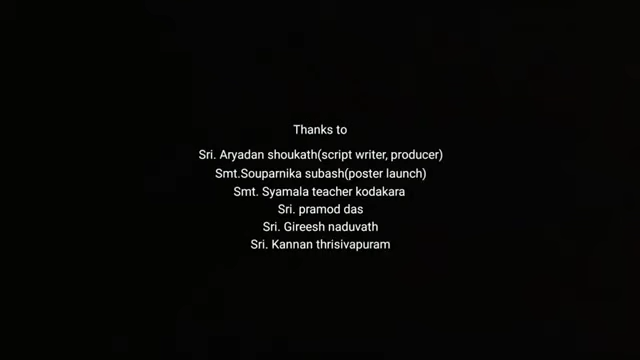 Thanks to
Sri. Aryadan shoukath(script writer, producer)
Smt.Souparnika subash(poster launch)
Smt. Syamala teacher kodakara
Sri. pramod das
Sri. Gireesh naduvath
Sri. Kannan thrisivapuram